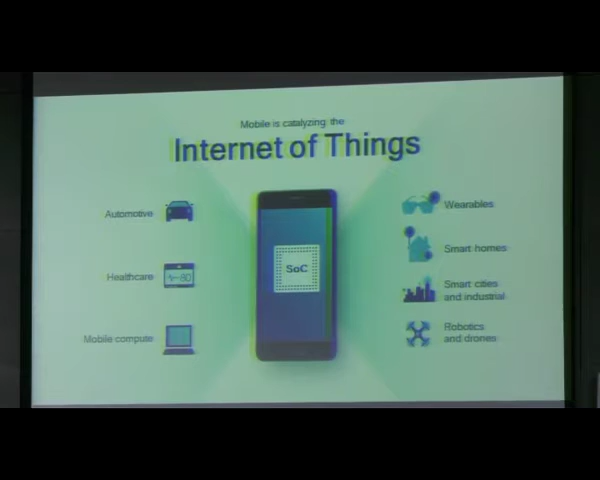 Mobile is catalyzing the
Internet of Things
Automotive
Healthcare
Mobile compute
SoC
Wearables
Smart homes
Smart cities
and industrial
Robotics
and drones